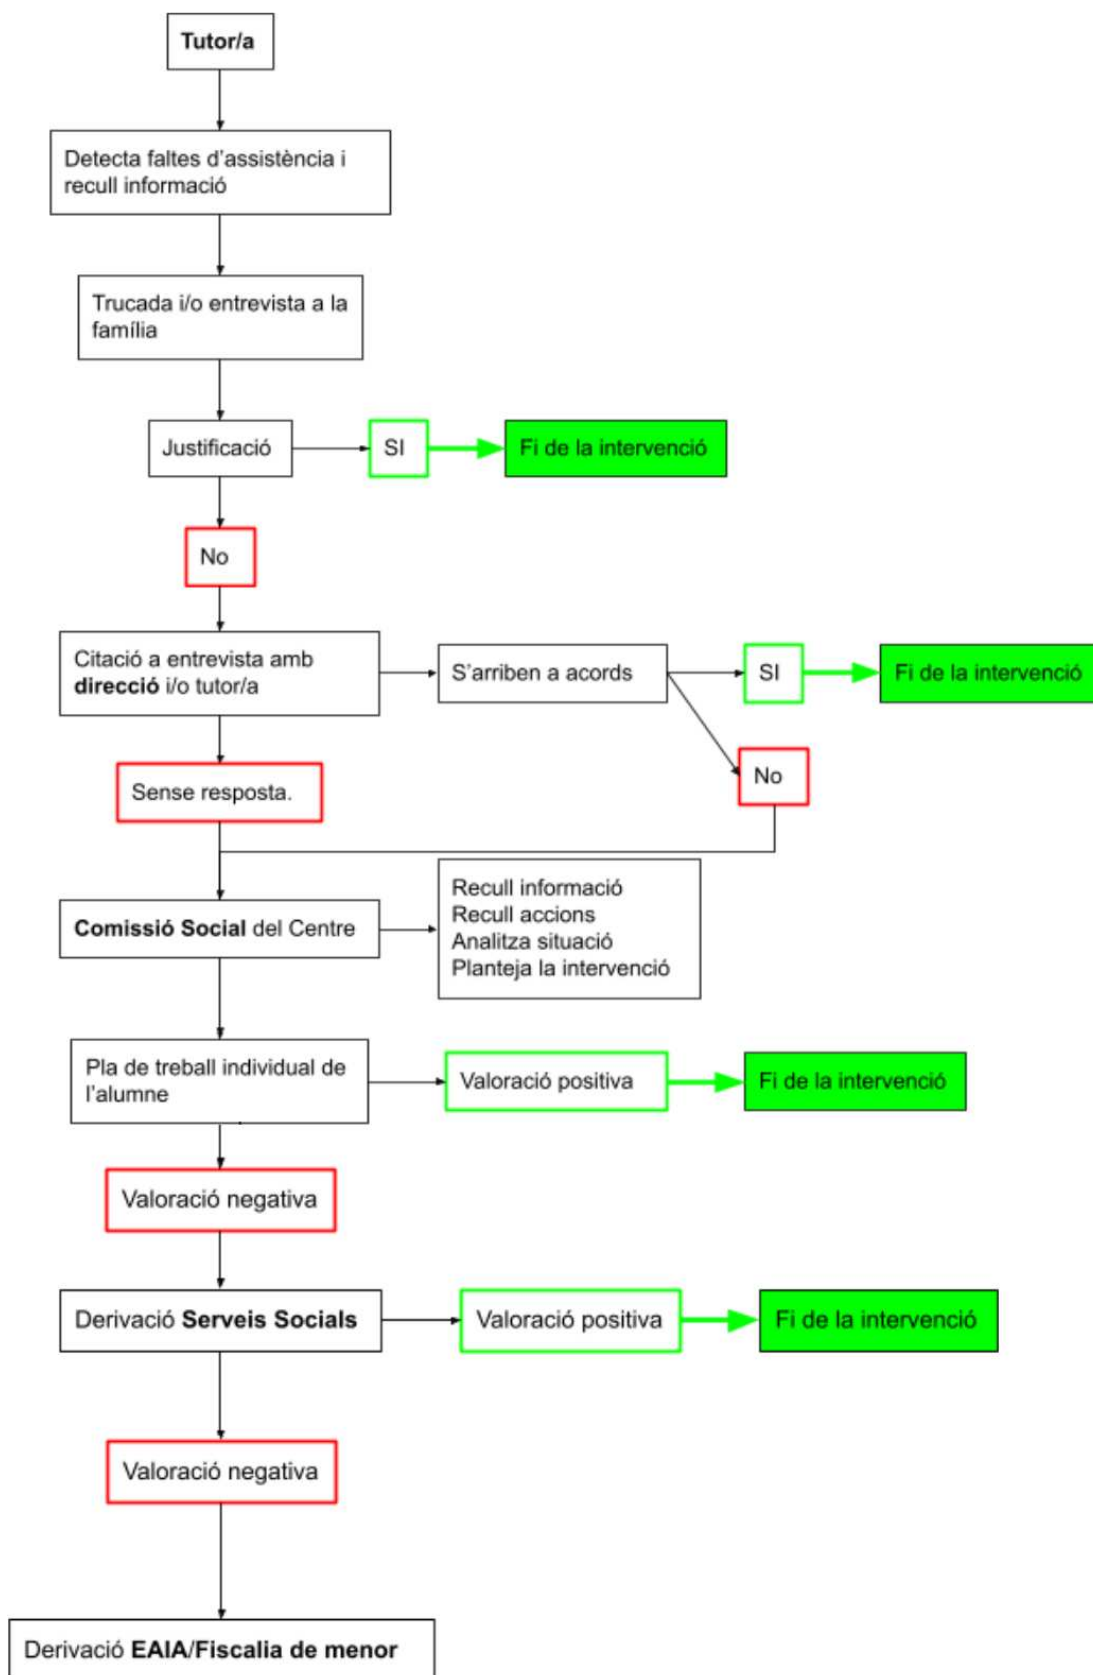 Tutor/a
Detecta faltes d'assistència i
recull informació
Trucada i/o entrevista a la
família
Justificació
SI
Fi de la intervenció
No
Citació a entrevista amb
direcció i/o tutor/a
S'arriben a acords
SI
Fi de la intervenció
No
Sense resposta.
Comissió Social del Centre
Recull informació
Recull accions
Analitza situació
Planteja la intervenció
Pla de treball individual de
l'alumne
Valoració positiva
Fi de la intervenció
Valoració negativa
Derivació Serveis Socials
Valoració positiva
Fi de la intervenció
Valoració negativa
Derivació EAIA/Fiscalia de menor